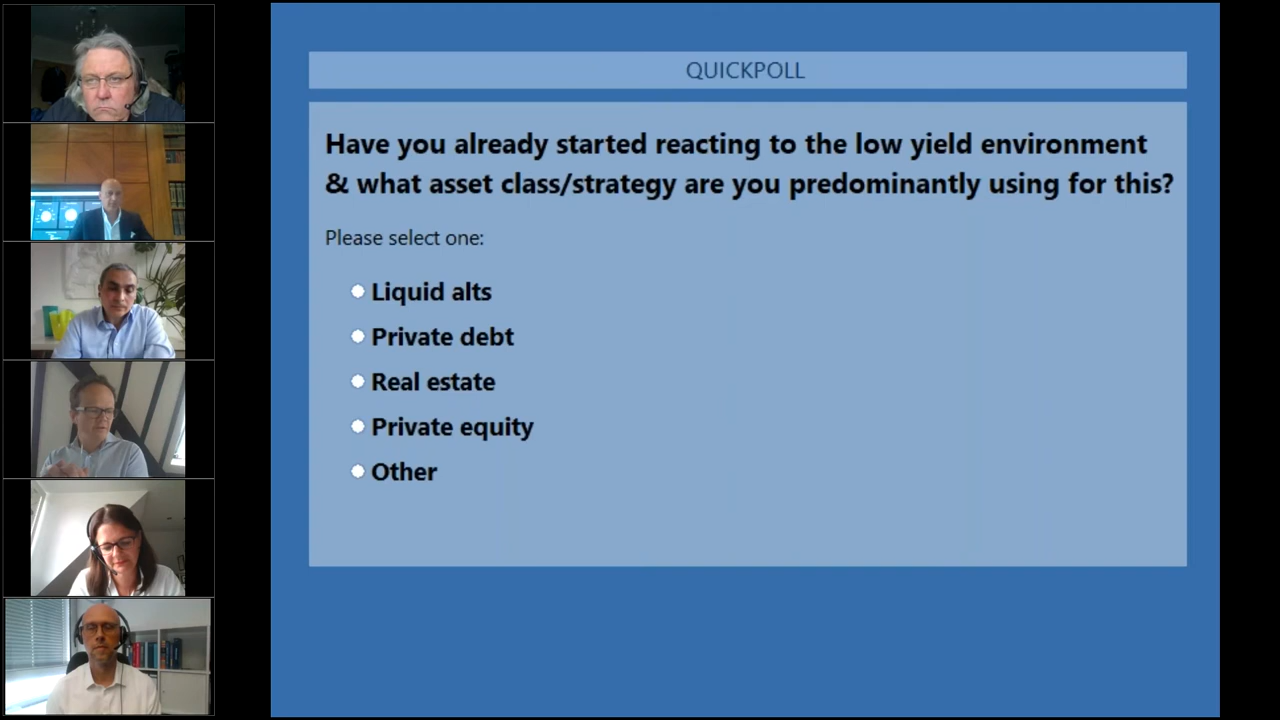 QUICKPOLL
Have you already started reacting to the low yield environment
& what asset class/strategy are you predominantly using for this?
Please select one:
Liquid alts
Private debt
Real estate
Private equity
Other